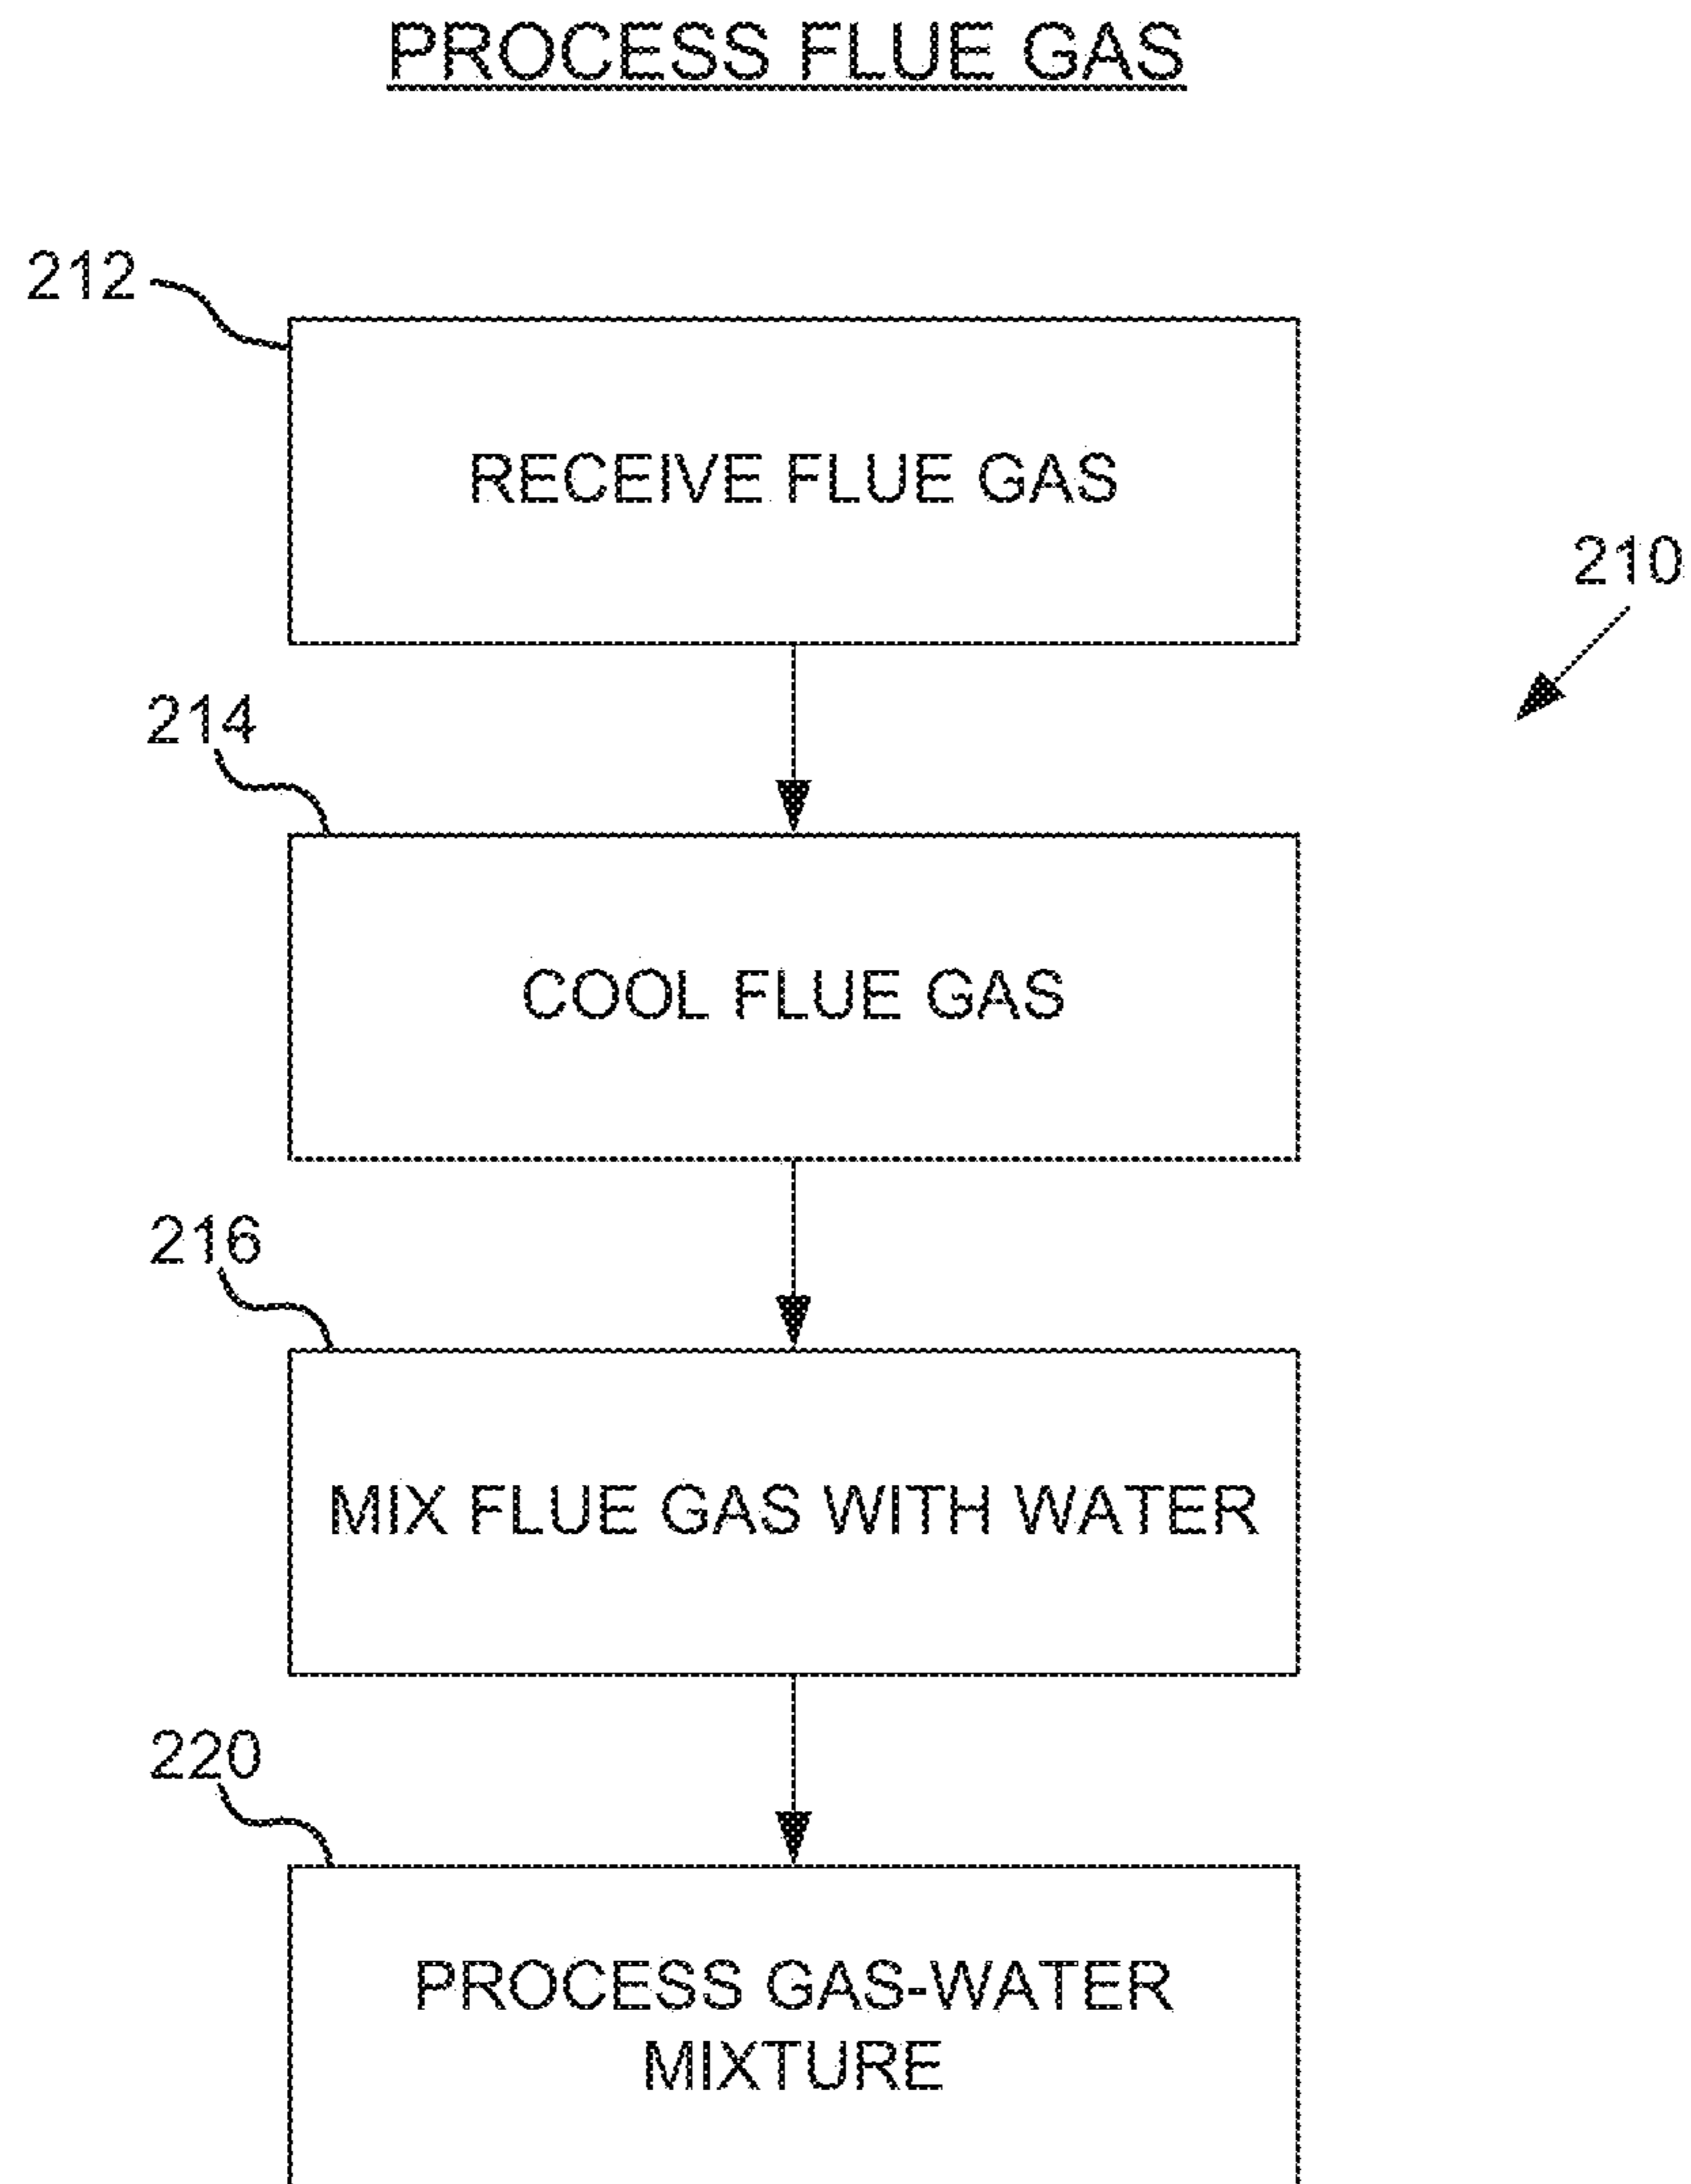 PROCESS FLUE GAS
212
RECEIVE FLUE GAS
210
214
COOL FLUE GAS
216
MIX FLUE GAS WITH WATER
220
PROCESS GAS-WATER
MIXTURE